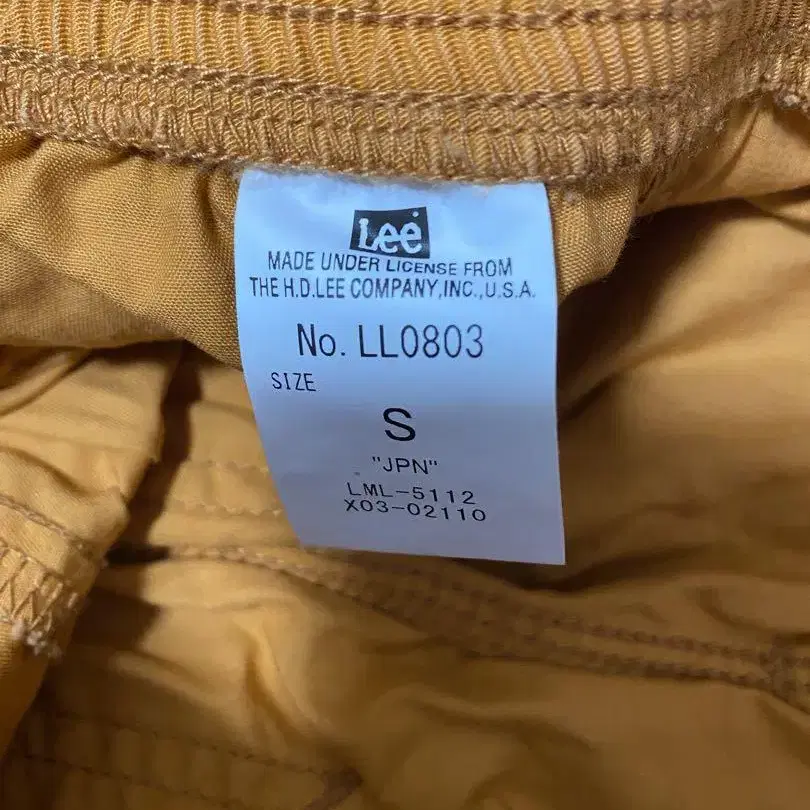 Lee
MADE UNDER LICENSE FROM
THE H.D.LEE COMPANY,INC.,U.S.A.
No. LL0803
SIZE
S
"JPN"
LML-5112
X03-02110